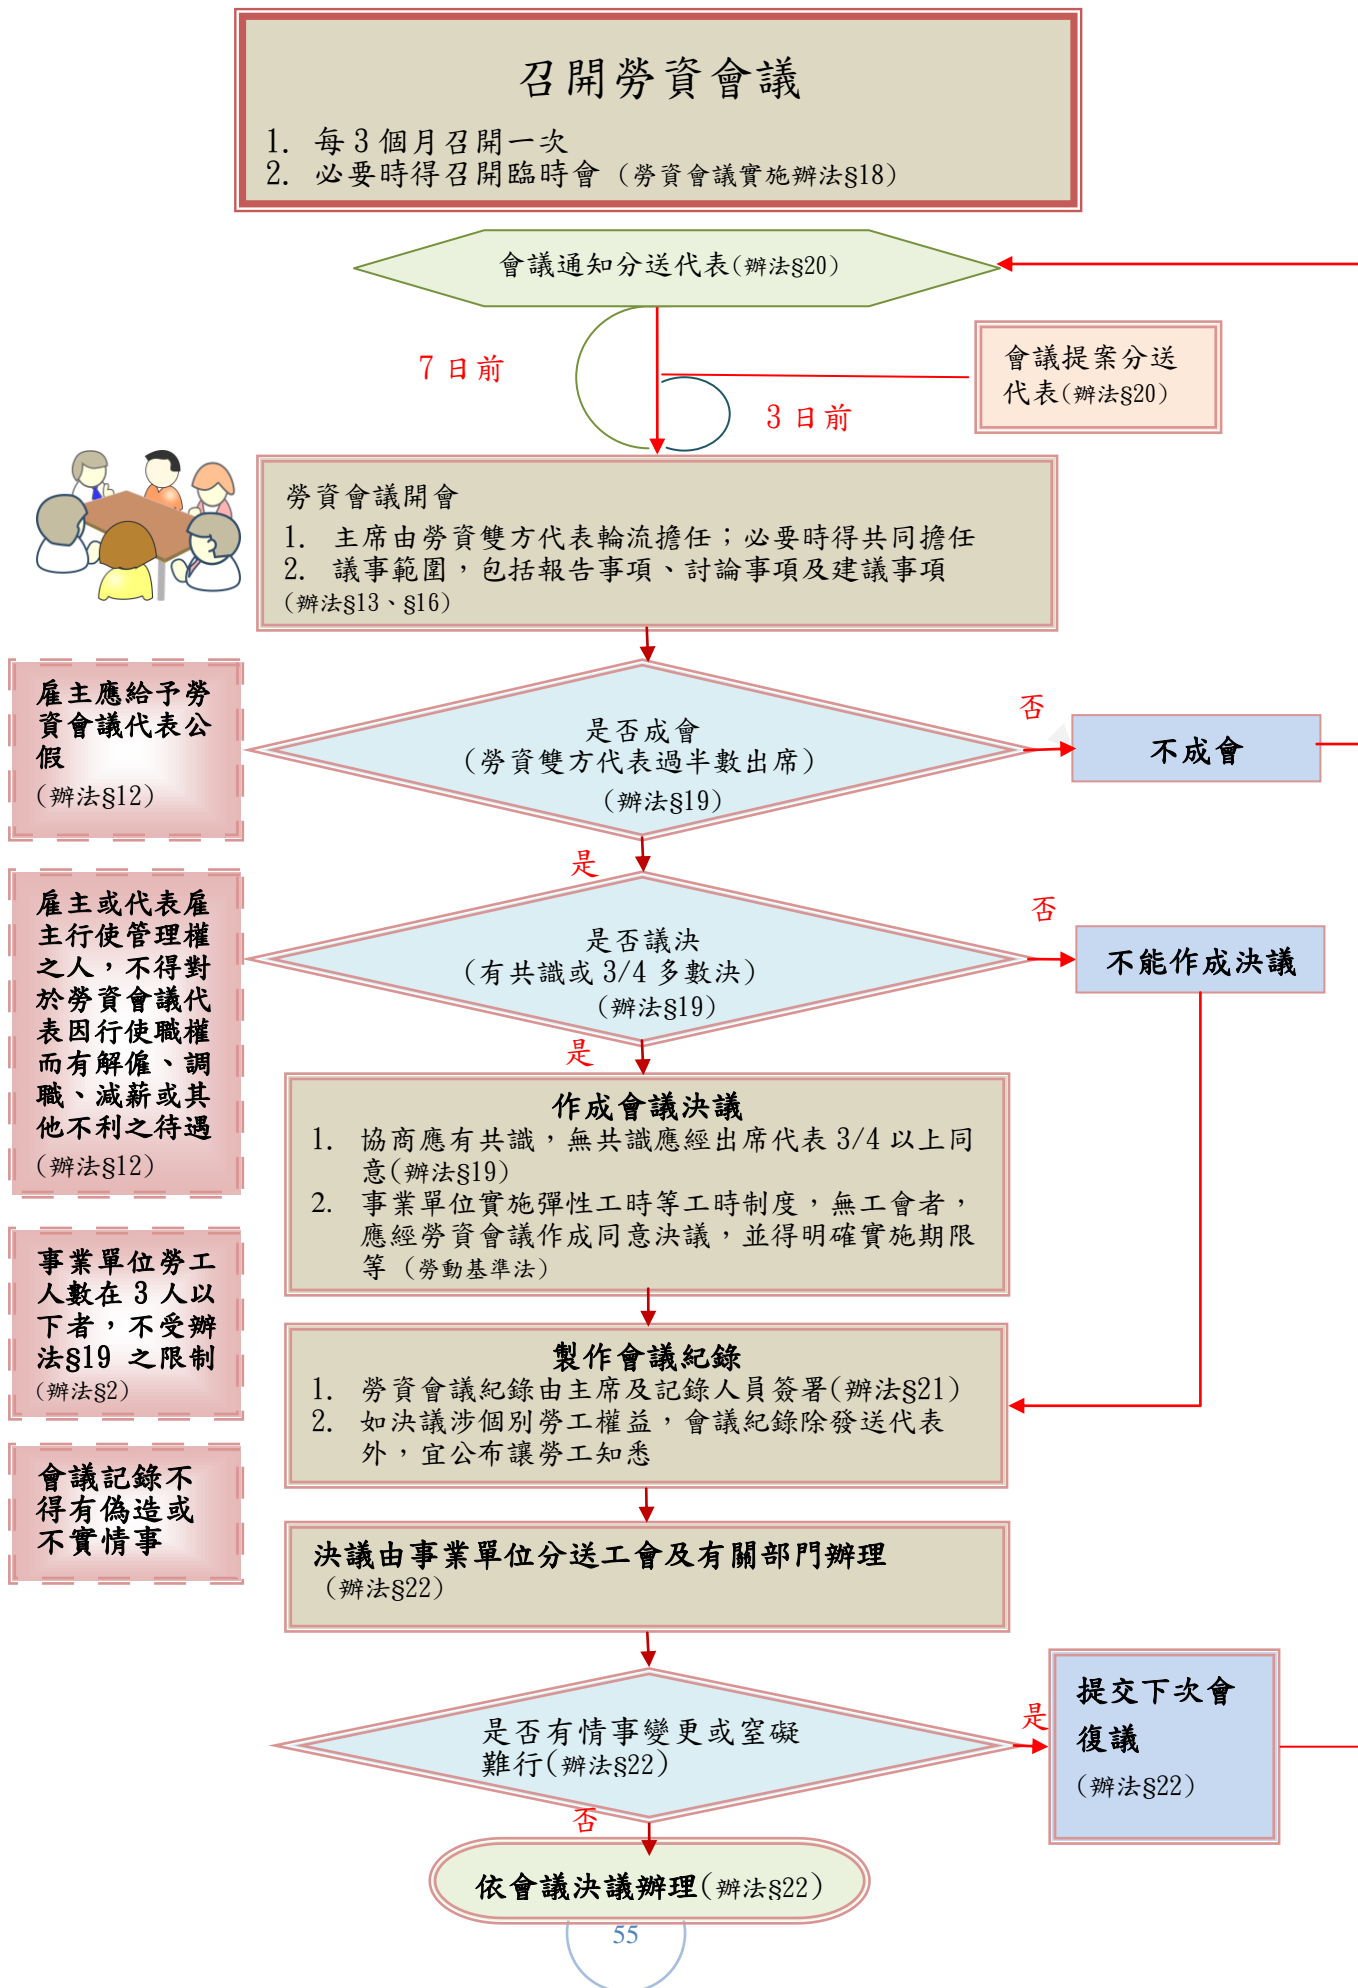 召開勞資會議
1. 每3個月召開一次
2. 必要時得召開臨時會（勞資會議實施辦法§18）
會議通知分送代表(辦法§20)
7日前
會議提案分送
代表(辦法§20)
3日前
勞資會議開會
1. 主席由勞資雙方代表輪流擔任；必要時得共同擔任
2. 議事範圍，包括報告事項、討論事項及建議事項
（辦法§13、§16）
雇主應給予勞
資會議代表公
假
（辦法§12）
是否成會
（勞資雙方代表過半數出席）
（辦法§19）
否
不成會
是
雇主或代表雇
主行使管理權
之人，不得對
於勞資會議代
表因行使職權
而有解僱、調
職、減薪或其
他不利之待遇
（辦法§12）
是否議決
（有共識或3/4多數決）
（辦法§19）
否
不能作成決議
是
作成會議決議
1. 協商應有共識，無共識應經出席代表3/4以上同
意(辦法§19)
2. 事業單位實施彈性工時等工時制度，無工會者，
應經勞資會議作成同意決議，並得明確實施期限
等（勞動基準法）
事業單位勞工
人數在3人以
下者，不受辦
法§19 之限制
（辦法§2）
製作會議紀錄
1. 勞資會議紀錄由主席及記錄人員簽署(辦法§21)
2. 如決議涉個別勞工權益，會議紀錄除發送代表
外，宜公布讓勞工知悉
會議記錄不
得有偽造或
不實情事
決議由事業單位分送工會及有關部門辦理
（辦法§22）
是否有情事變更或窒礙
難行(辦法§22)
是
提交下次會
復議
（辦法§22）
否
依會議決議辦理(辦法§22)
55